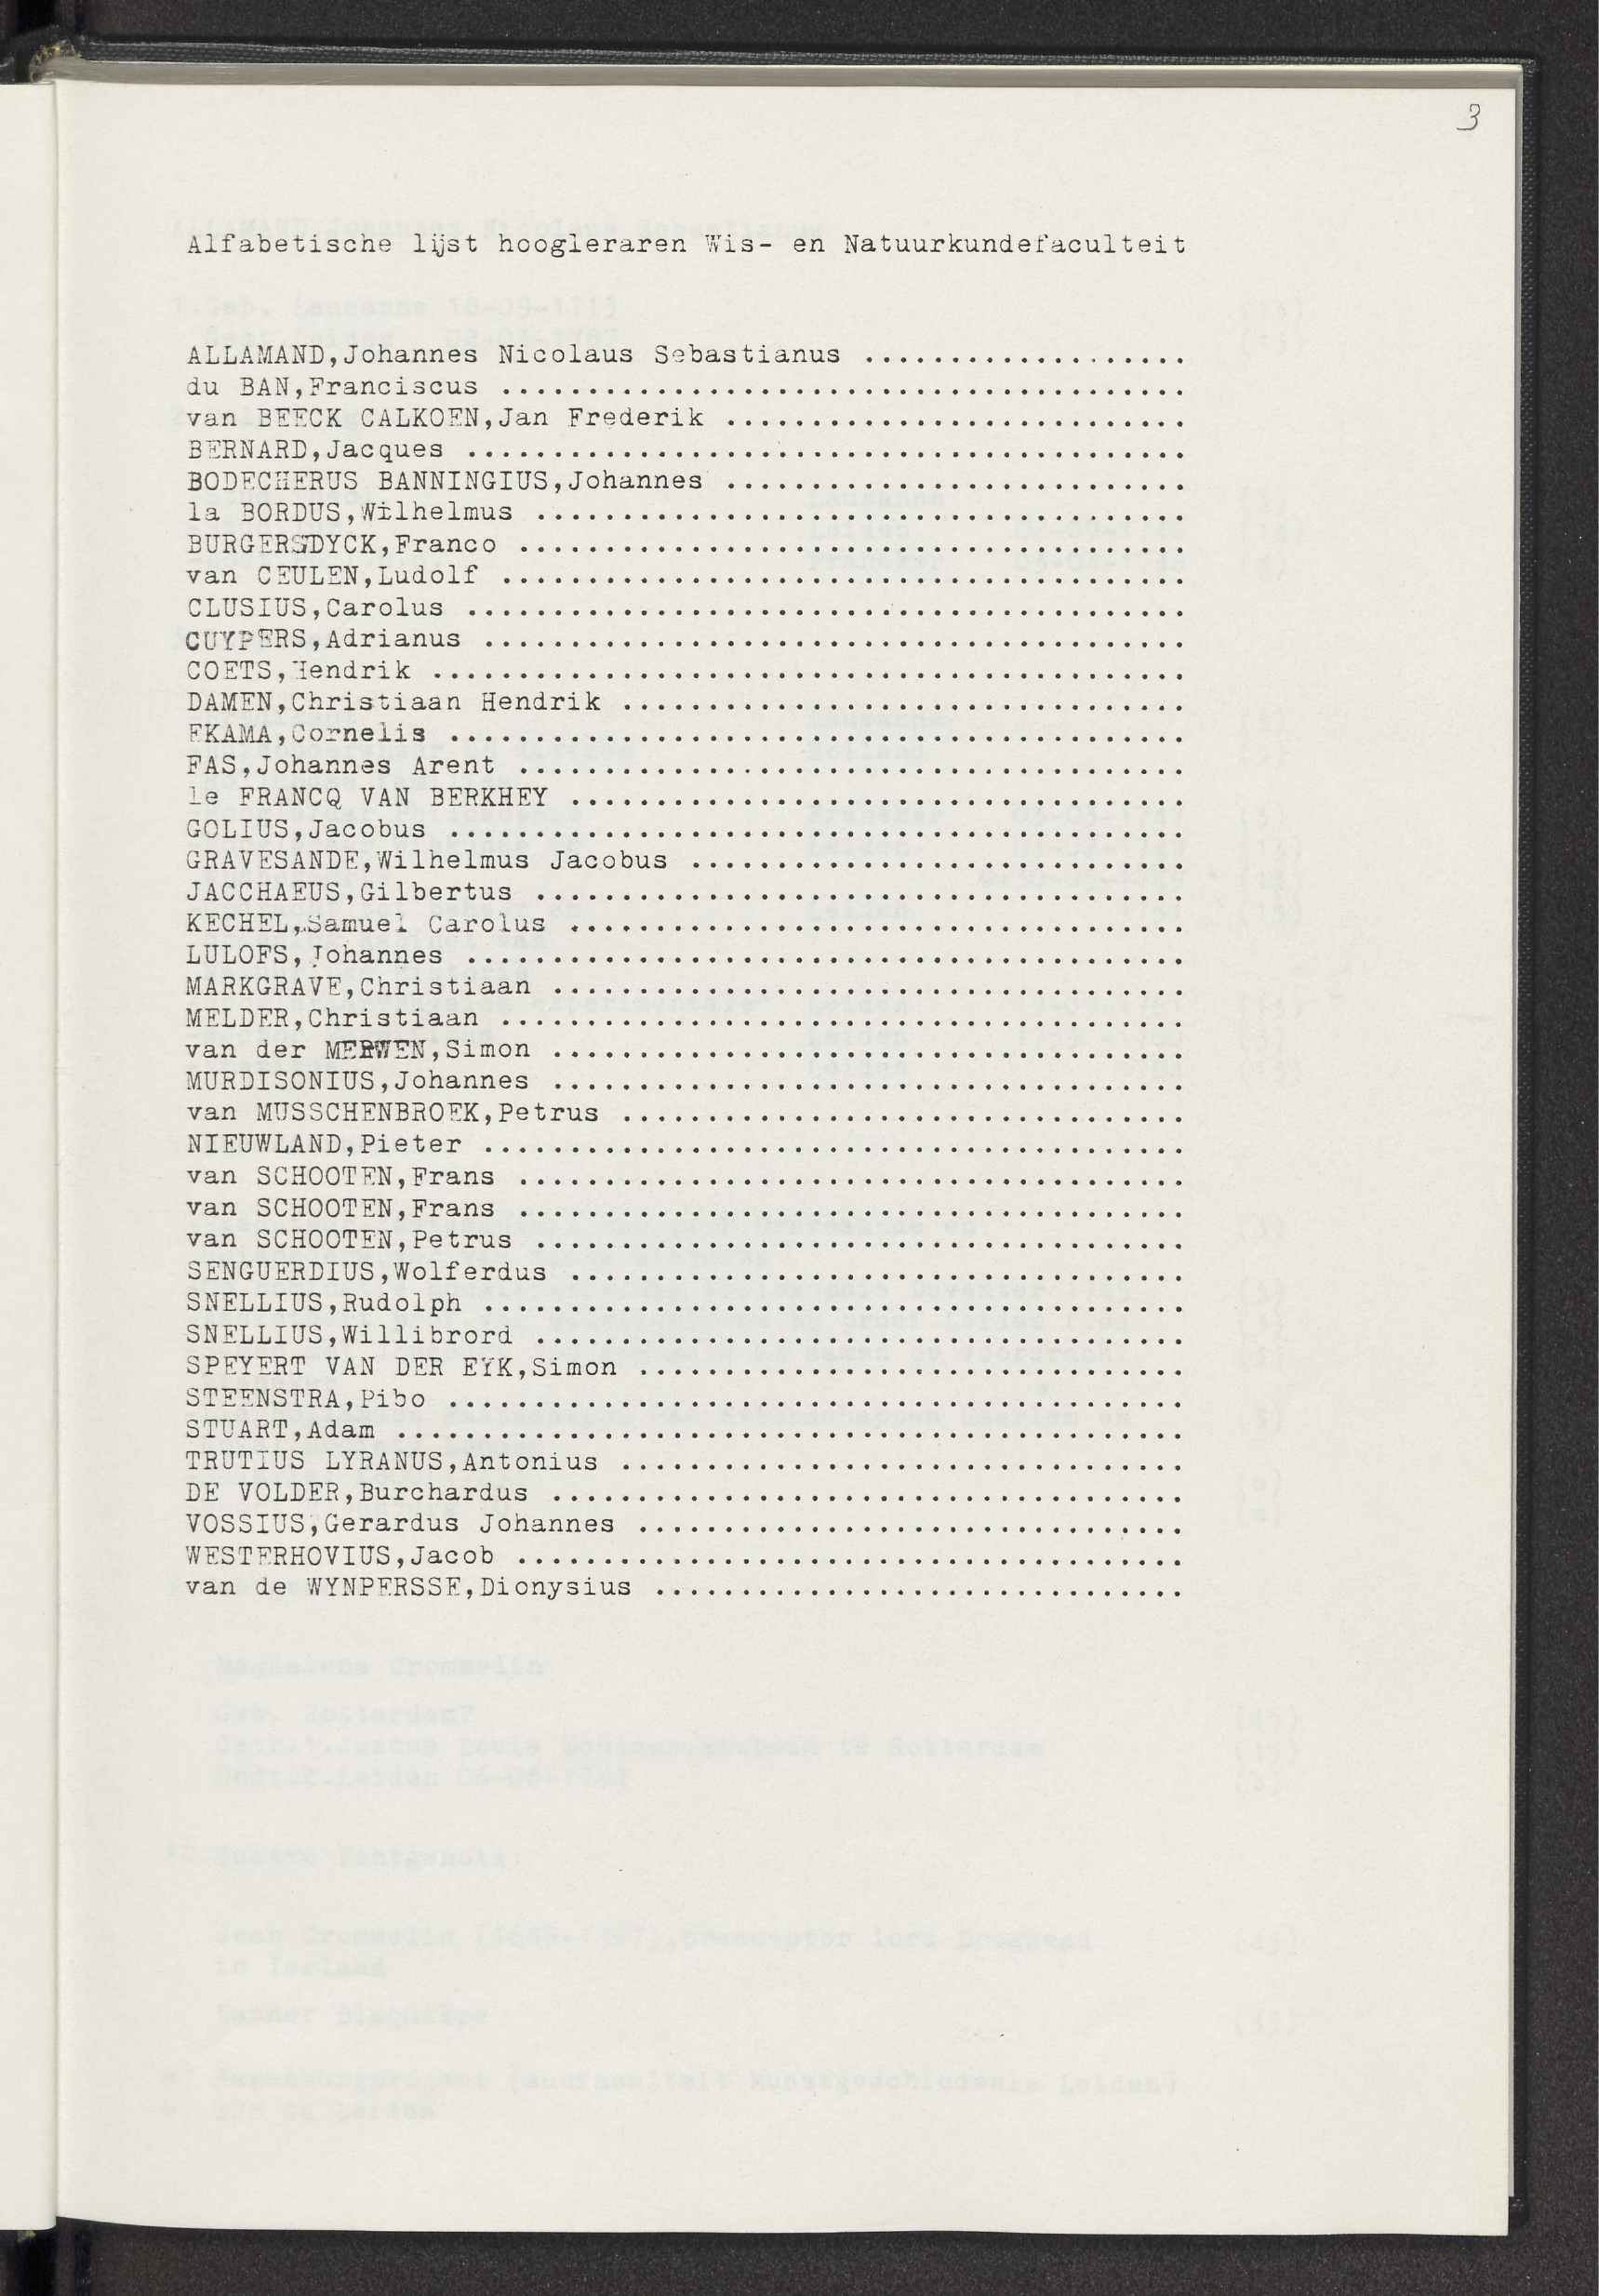 3
Alfabetische lijst hoogleraren Wis- en Natuurkundefaculteit
ALLAMAND,Johannes Nicolaus Sebastianus ...................
du BAN,Franciscus ........................................
van BEECK CALKOEN,Jan Frederik ...........................
BERNARD,Jacques ..........................................
BODECHERUS BANNINGIUS,Johannes ...........................
la BORDUS,Wilhelmus ......................................
BURGERSDYCK,Franco .......................................
van CEULEN,Ludolf ........................................
CLUSIUS,Carolus ..........................................
CUYPERS,Adrianus .........................................
COETS,Hendrik ............................................
DAMEN,Christiaan Hendrik .................................
EKAMA,Cornelis ...........................................
FAS,Johannes Arent .......................................
le FRANCQ VAN BERKHEY ....................................
GOLIUS,Jacobus ...........................................
GRAVESANDE,Wilhelmus Jacobus .............................
JACCHAEUS,Gilbertus ......................................
KECHEL,Samuel Carolus ....................................
LULOFS,Johannes ..........................................
MARKGRAVE,Christiaan .....................................
MELDER,Christiaan ........................................
van der MERWEN,Simon .....................................
MURDISONIUS,Johannes .....................................
van MUSSCHENBROEK,Petrus .................................
NIEUWLAND,Pieter .........................................
van SCHOOTEN,Frans .......................................
van SCHOOTEN,Frans .......................................
van SCHOOTEN,Petrus ......................................
SENGUERDIUS,Wolferdus ....................................
SNELLIUS,Rudolph .........................................
SNELLIUS,Willibrord ......................................
SPEYERT VAN DER EYK,Simon ................................
STEENSTRA,Pibo ...........................................
STUART,Adam ..............................................
TRUTIUS LYRANUS,Antonius .................................
DE VOLDER,Burchardus .....................................
VOSSIUS,Gerardus Johannes ................................
WESTERHOVIUS,Jacob .......................................
van de WYNPERSSE,Dionysius ...............................